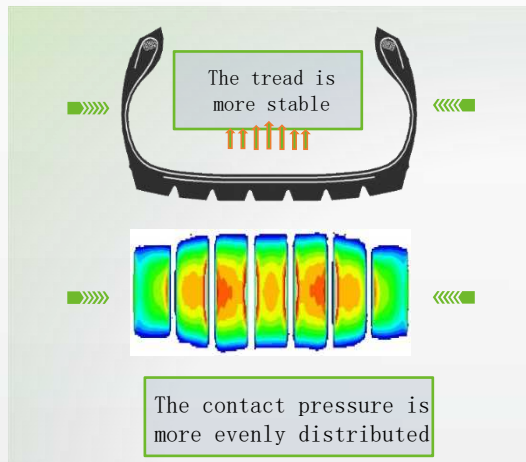 The tread is
more stable
The contact pressure is
more evenly distributed